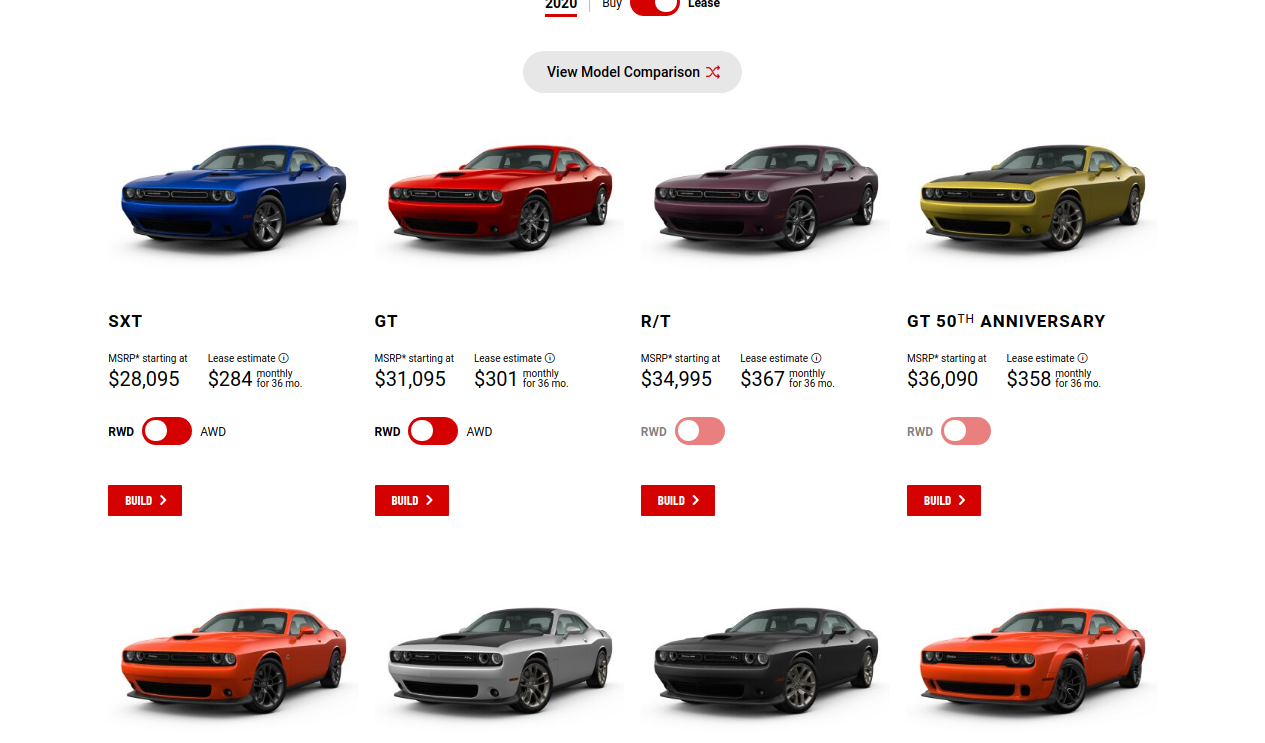 2020 Buy Lease
View Model Comparison
SXT
MSRP* starting at Lease estimate
$28,095 $284 monthly for 36 mo.
RWD AWD
BUILD
GT
MSRP* starting at Lease estimate
$31,095 $301 monthly for 36 mo.
RWD AWD
BUILD
R/T
MSRP* starting at Lease estimate
$34,995 $367 monthly for 36 mo.
RWD
BUILD
GT 50TH ANNIVERSARY
MSRP* starting at Lease estimate
$36,090 $358 monthly for 36 mo.
RWD
BUILD